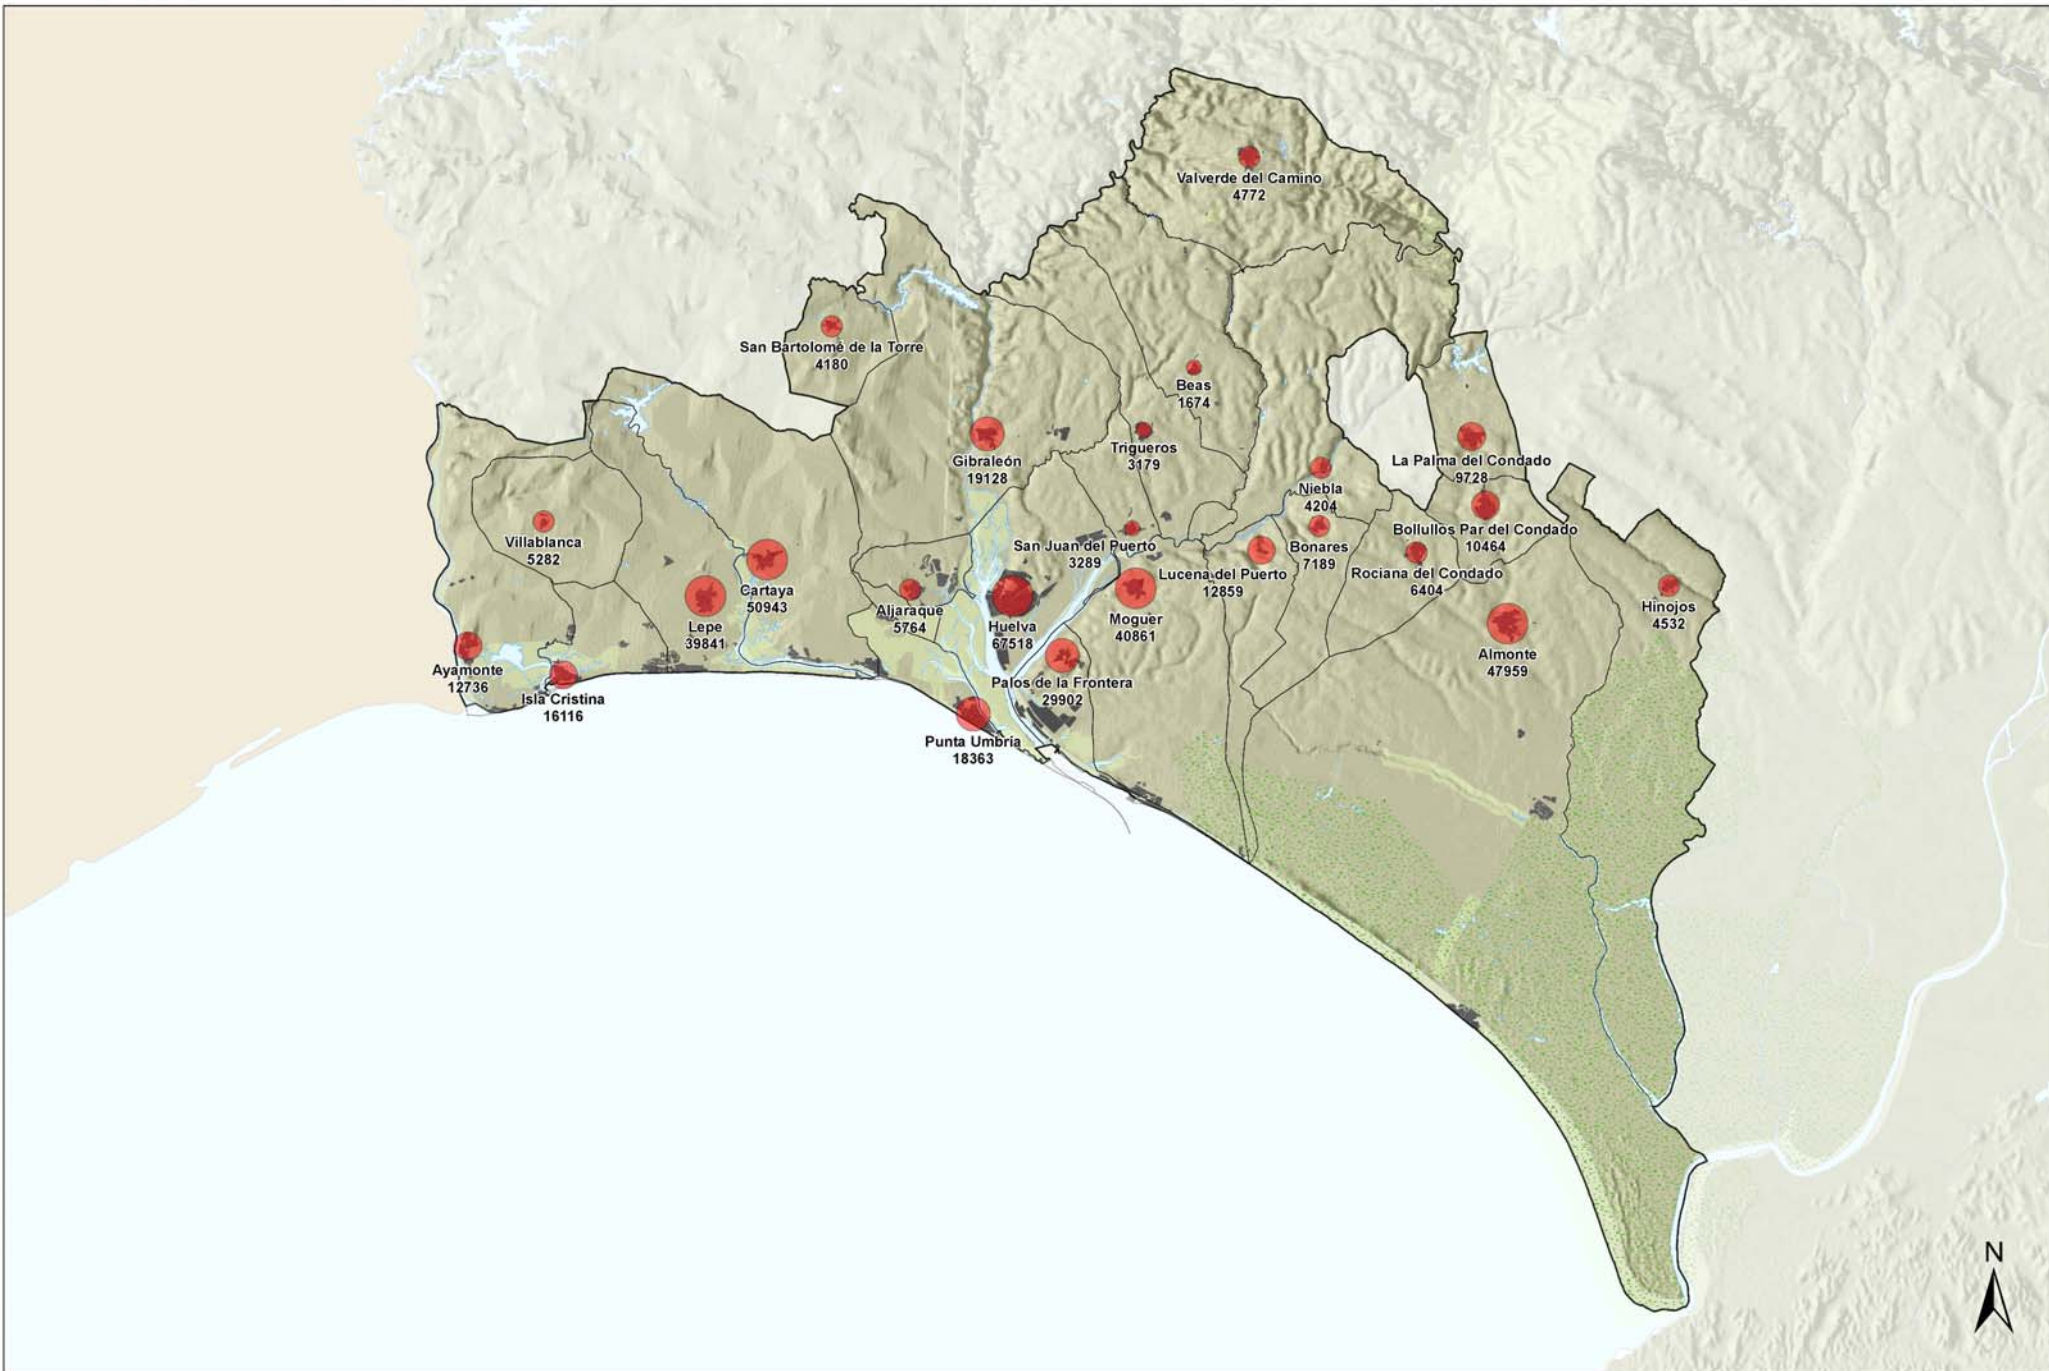 Valverde del Camino
4772
San Bartolomé de la Torre
4180
Beas
1674
Trigueros
3179
Gibraleón
19128
La Palma del Condado
9728
Niebla
4204
Bollullos Par del Condado
10464
Villablanca
5282
San Juan del Puerto
3289
Bonares
7189
Lucena del Puerto
12859
Rociana del Condado
6404
Cartaya
50943
Lepe
39841
Aljaraque
5764
Huelva
67518
Moguer
40861
Hinojos
4532
Almonte
47959
Ayamonte
12736
Isla Cristina
16116
Palos de la Frontera
29902
Punta Umbría
18363
N